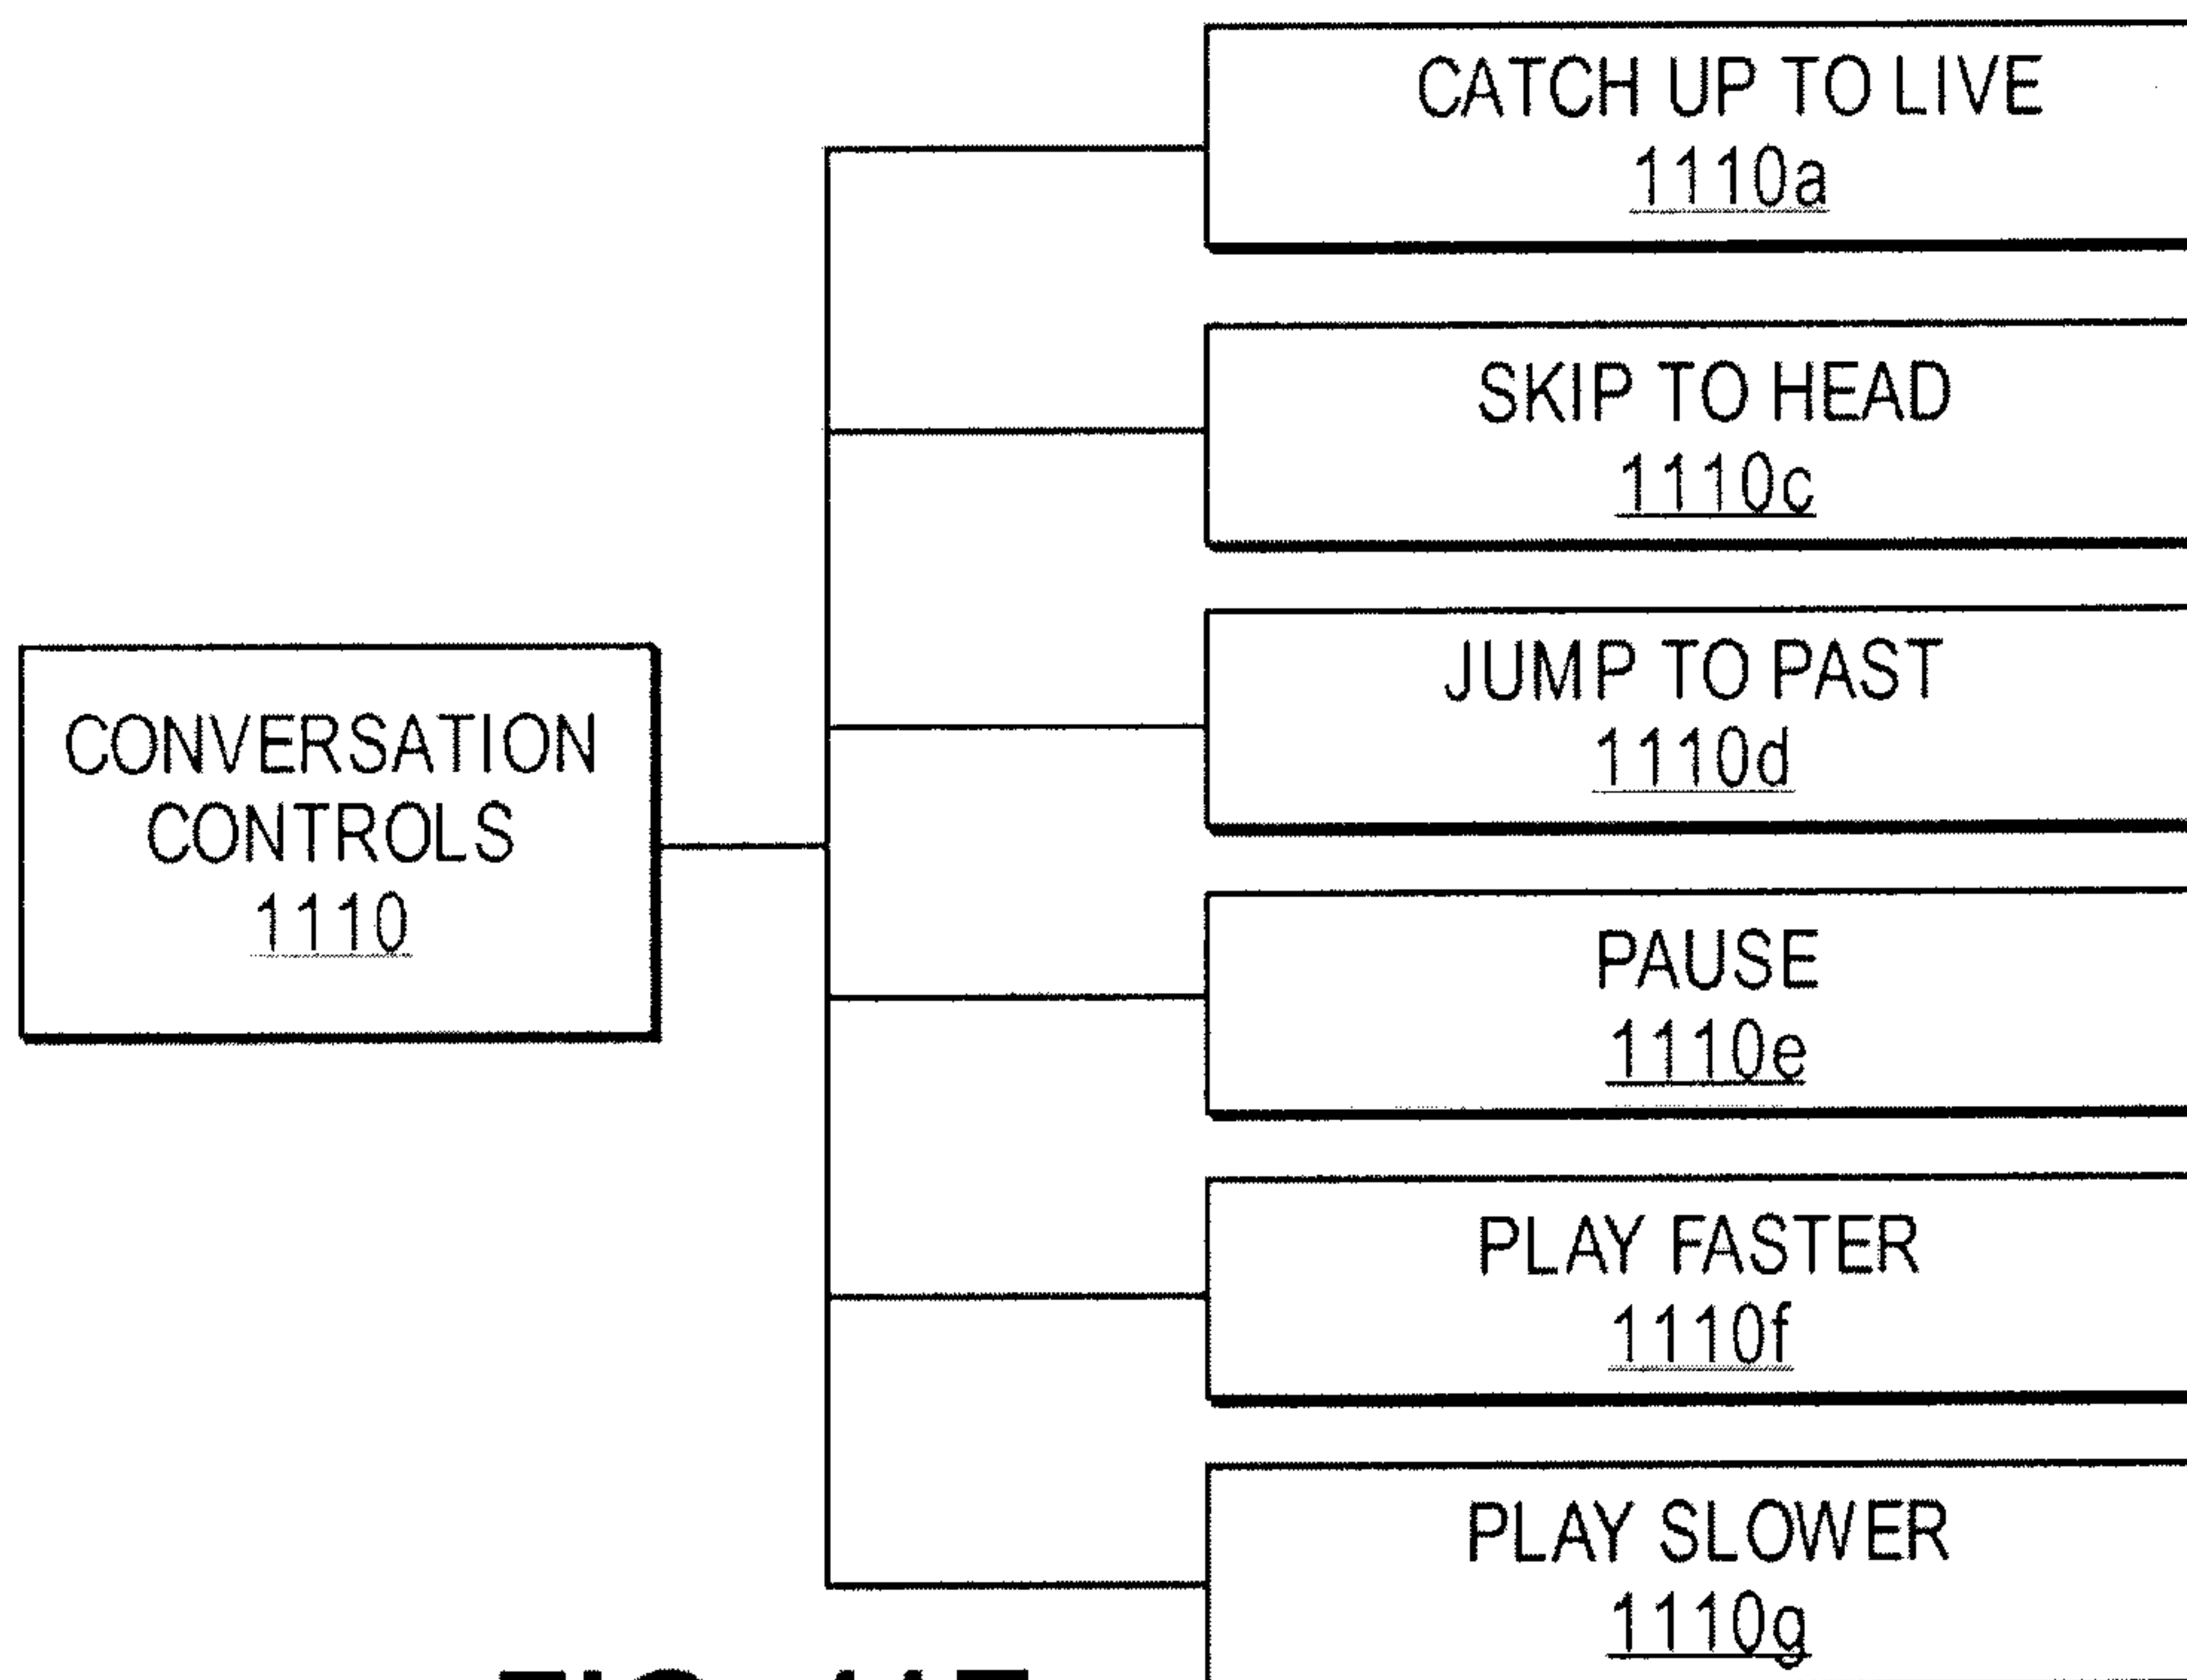 CATCH UP TO LIVE
1110a
SKIP TO HEAD
1110c
JUMP TO PAST
1110d
CONVERSATION
CONTROLS
1110
PAUSE
1110e
PLAY FASTER
1110f
PLAY SLOWER
1110g